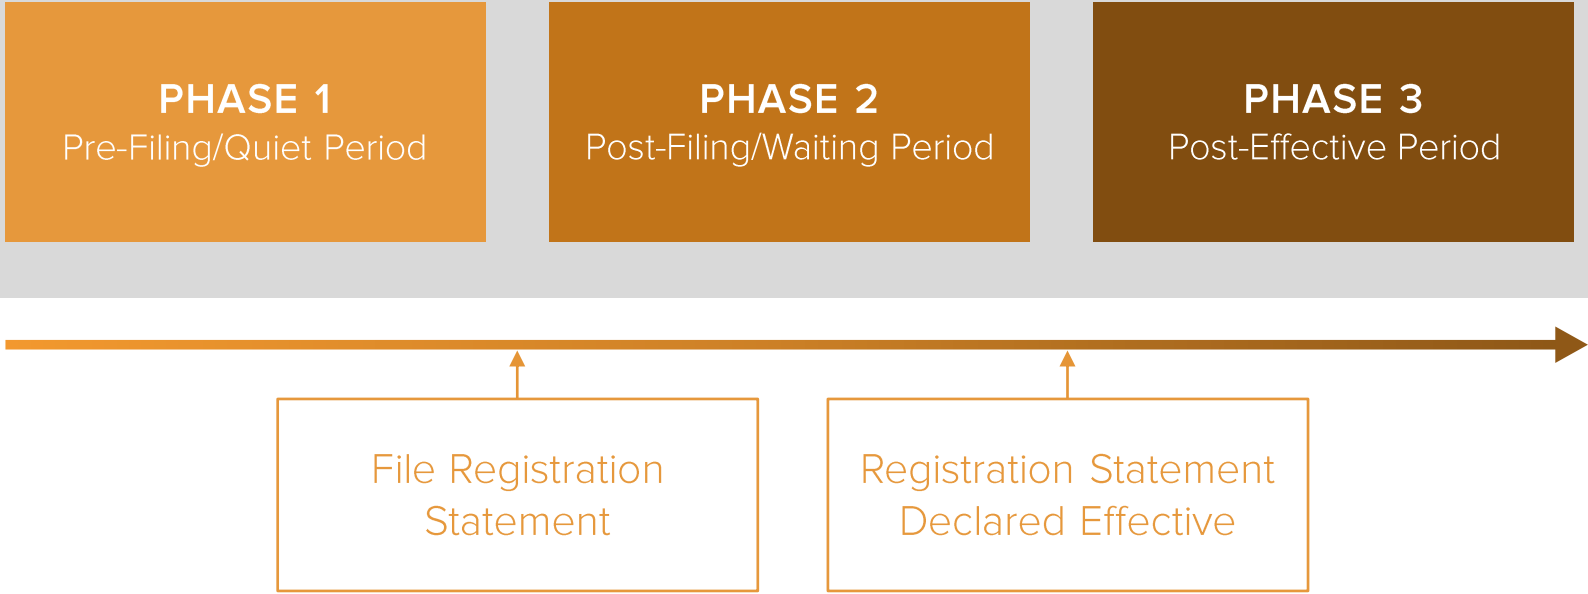 PHASE 1
Pre-Filing/Quiet Period
PHASE 2
Post-Filing/Waiting Period
PHASE 3
Post-Effective Period
File Registration
Statement
Registration Statement
Declared Effective